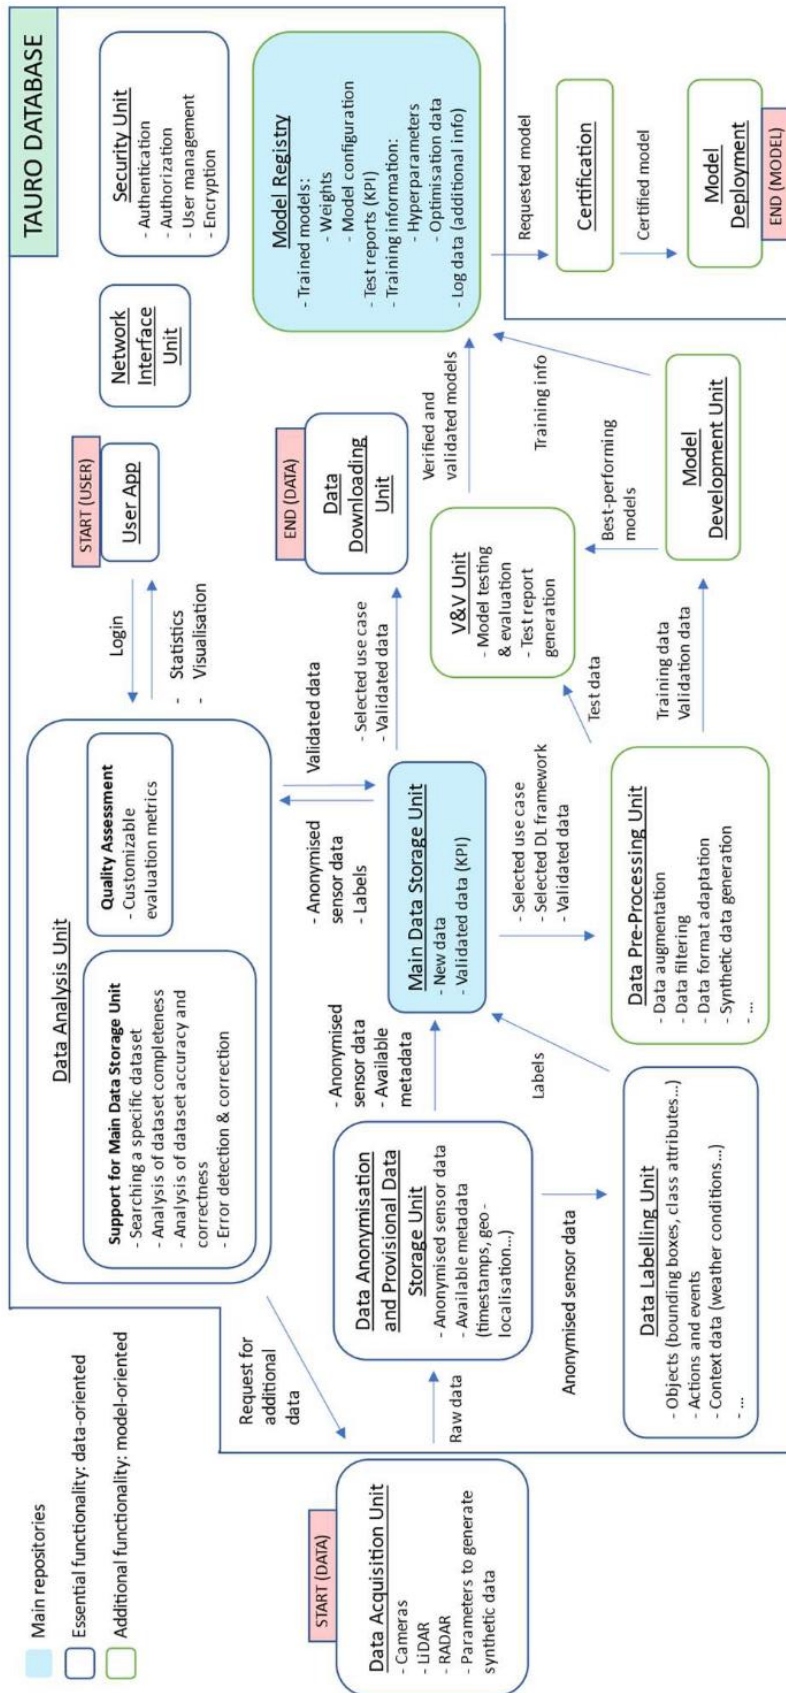 Main repositories
Essential functionality: data-oriented
Additional functionality: model-oriented
TAURO DATABASE
START (DATA)
Data Acquisition Unit
- Cameras
- LiDAR
- RADAR
- Parameters to generate
synthetic data
Request for
additional
data
Raw data
Data Analysis Unit
Support for Main Data Storage Unit
- Searching a specific dataset
- Analysis of dataset completeness
- Analysis of dataset accuracy and
correctness
- Error detection & correction
Quality Assessment
- Customizable
evaluation metrics
Login
- Statistics
- Visualisation
START (USER)
User App
Network
Interface
Unit
Security Unit
- Authentication
- Authorization
- User management
- Encryption
Data Anonymisation
and Provisional Data
Storage Unit
- Anonymised sensor data
- Available metadata
(timestamps, geo-
localisation...)
- Anonymised
sensor data
- Available
metadata
Anonymised sensor data
Data Labelling Unit
- Objects (bounding boxes, class attributes...)
- Actions and events
- Context data (weather conditions...)
- ...
Labels
- Anonymised
sensor data
- Labels
Validated data
Main Data Storage Unit
- New data
- Validated data (KPI)
- Selected use case
- Validated data
END (DATA)
Data
Downloading
Unit
- Selected use case
- Selected DL framework
- Validated data
Data Pre-Processing Unit
- Data augmentation
- Data filtering
- Data format adaptation
- Synthetic data generation
- ...
Test data
Training data
Validation data
V&V Unit
- Model testing
& evaluation
- Test report
generation
Best-performing
models
Model
Development Unit
Verified and
validated models
Training info
Model Registry
- Trained models:
- Weights
- Model configuration
- Test reports (KPI)
- Training information:
- Hyperparameters
- Optimisation data
- Log data (additional info)
Requested model
Certification
Certified model
Model
Deployment
END (MODEL)